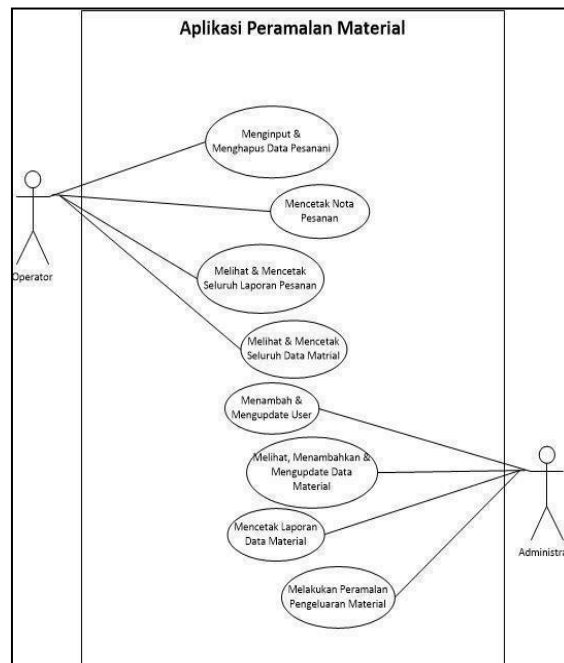 Aplikasi Peramalan Material
Menginput &
Menghapus Data Pesanani
Mencetak Nota
Pesanan
Operator
Melihat & Mencetak
Seluruh Laporan Pesanan
Melihat & Mencetak
Seluruh Data Matrial
Menambah &
Mengupdate User
Melihat, Menambahkan &
Mengupdate Data
Material
Mencetak Laporan
Data Material
Administra
Melakukan Peramalan
Pengeluaran Material